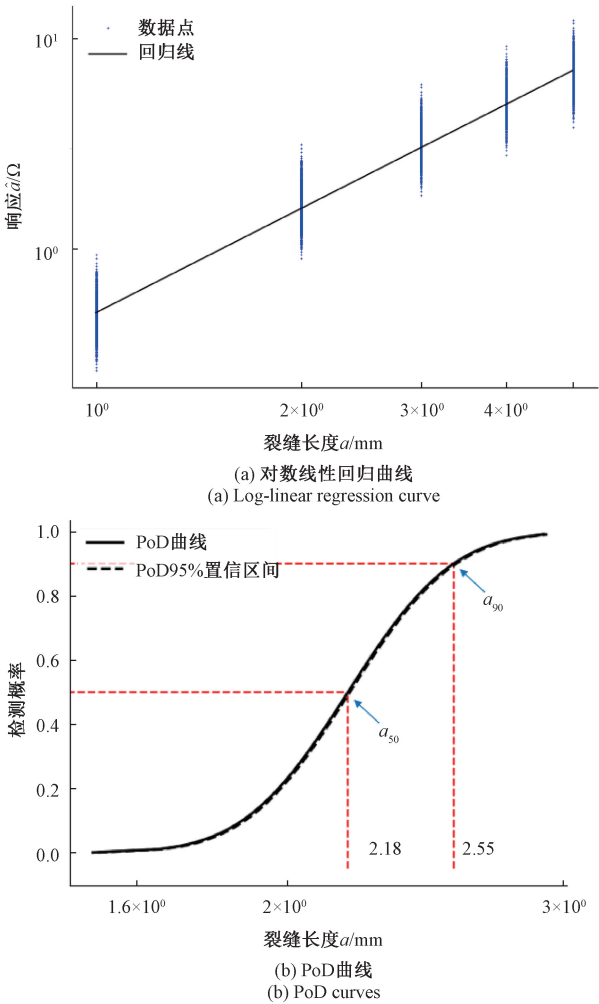 10¹
数据点
回归线
响应â/Ω
10⁰
10⁰
2×10⁰
3×10⁰
4×10⁰
裂缝长度a/mm
(a) 对数线性回归曲线
(a) Log-linear regression curve
1.0
PoD曲线
PoD95%置信区间
0.8
a₉₀
0.6
检测概率
0.4
a₅₀
0.2
2.18
2.55
0.0
1.6×10⁰
2×10⁰
3×10⁰
裂缝长度a/mm
(b) PoD曲线
(b) PoD curves